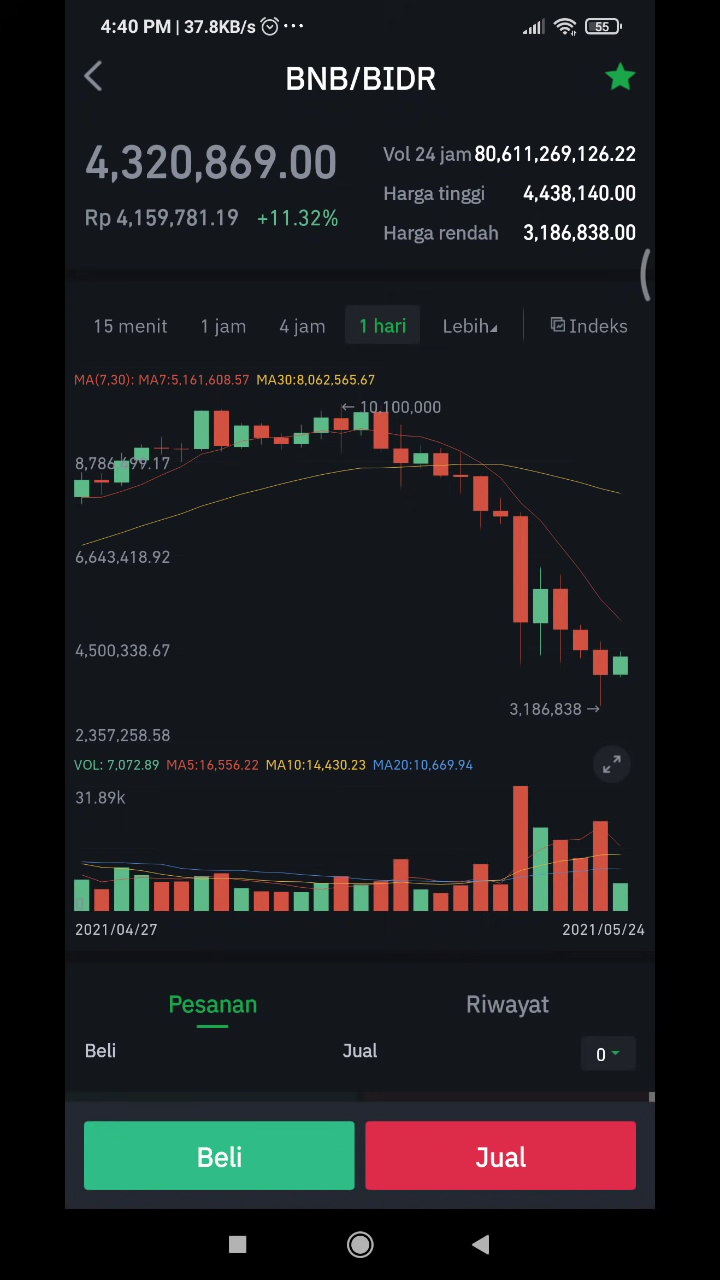 4:40 PM | 37.8KB/s ...
55
BNB/BIDR
4,320,869.00
Rp 4,159,781.19 +11.32%
Vol 24 jam 80,611,269,126.22
Harga tinggi 4,438,140.00
Harga rendah 3,186,838.00
15 menit 1 jam 4 jam 1 hari Lebih Indeks
MA(7,30): MA7:5,161,608.57 MA30:8,062,565.67
← 10,100,000
8,786,499.17
6,643,418.92
4,500,338.67
3,186,838 →
2,357,258.58
VOL: 7,072.89 MA5:16,556.22 MA10:14,430.23 MA20:10,669.94
31.89k
2021/04/27 2021/05/24
Pesanan Riwayat
Beli Jual 0
Beli Jual